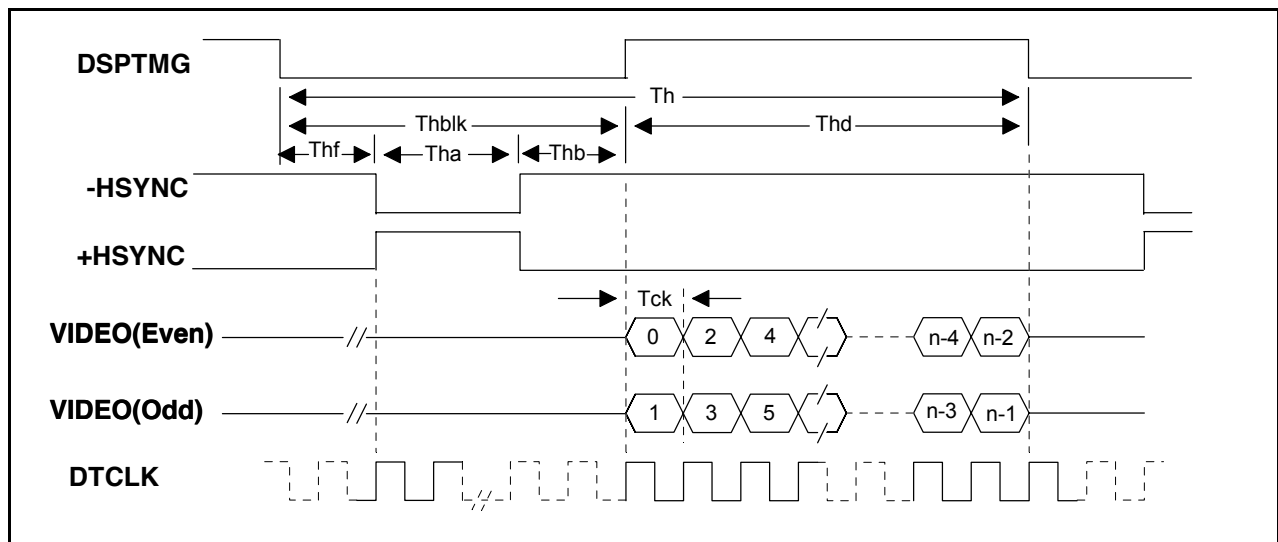 DSPTMG
Th
Thblk Thd
Thf Tha Thb
-HSYNC
+HSYNC
Tck
VIDEO(Even) 0 2 4 n-4 n-2
VIDEO(Odd) 1 3 5 n-3 n-1
DTCLK